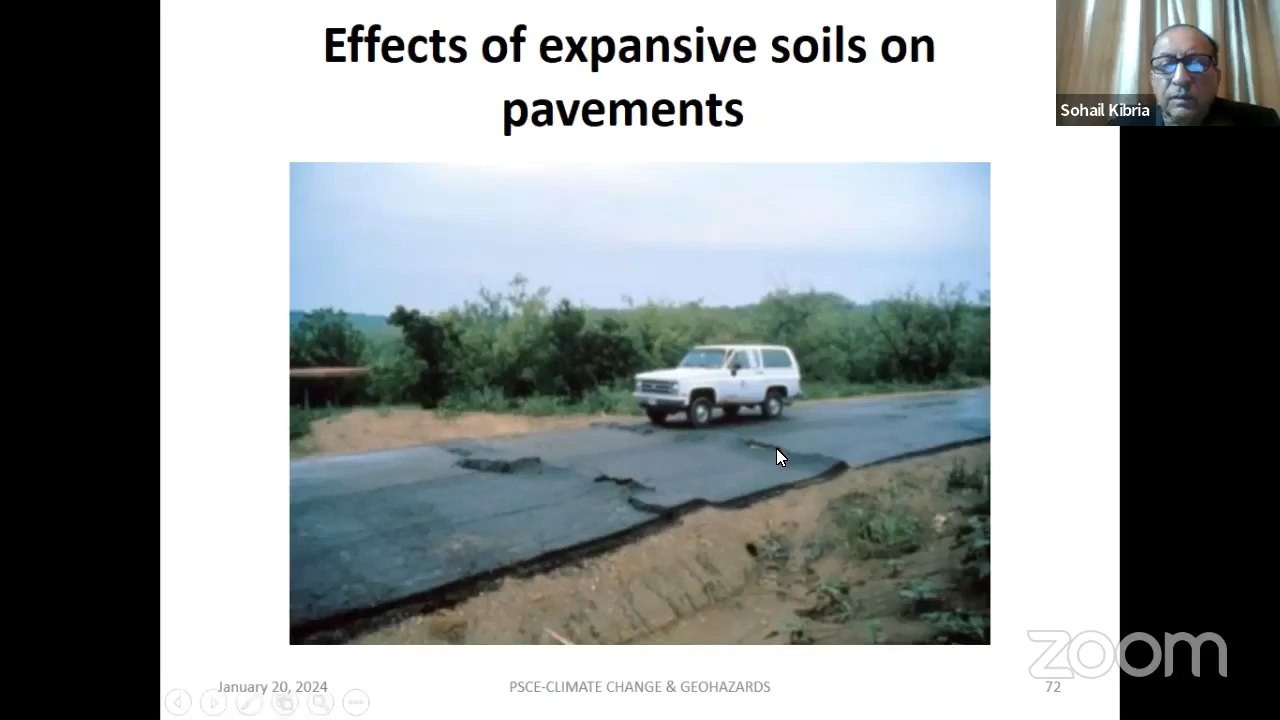 Effects of expansive soils on
pavements
Sohail Kibria
January 20, 2024
PSCE-CLIMATE CHANGE & GEOHAZARDS
72
zoom